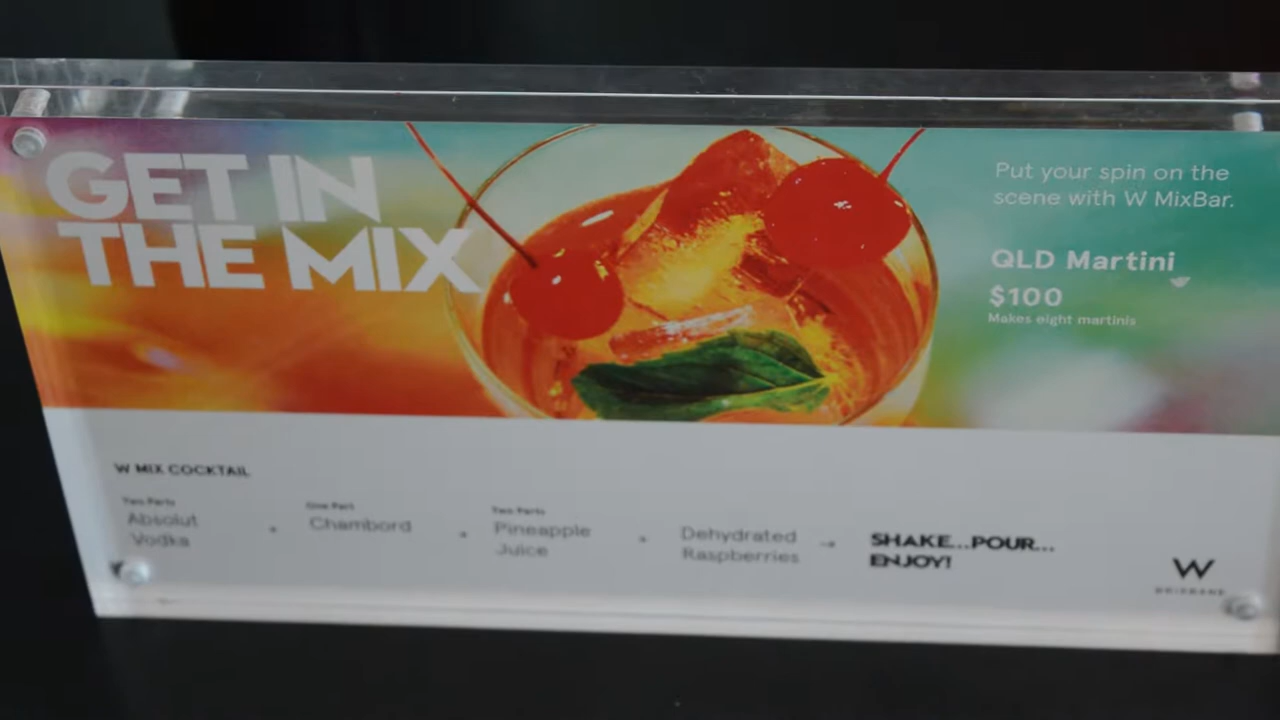 GET IN
THE MIX
Put your spin on the
scene with W MixBar.
QLD Martini
$100
Makes eight martinis
W MIX COCKTAIL
Two Parts
Absolut
Vodka
+
One Part
Chambord
+
Two Parts
Pineapple
Juice
+
Dehydrated
Raspberries
→
SHAKE...POUR...
ENJOY!
W
BRISBANE